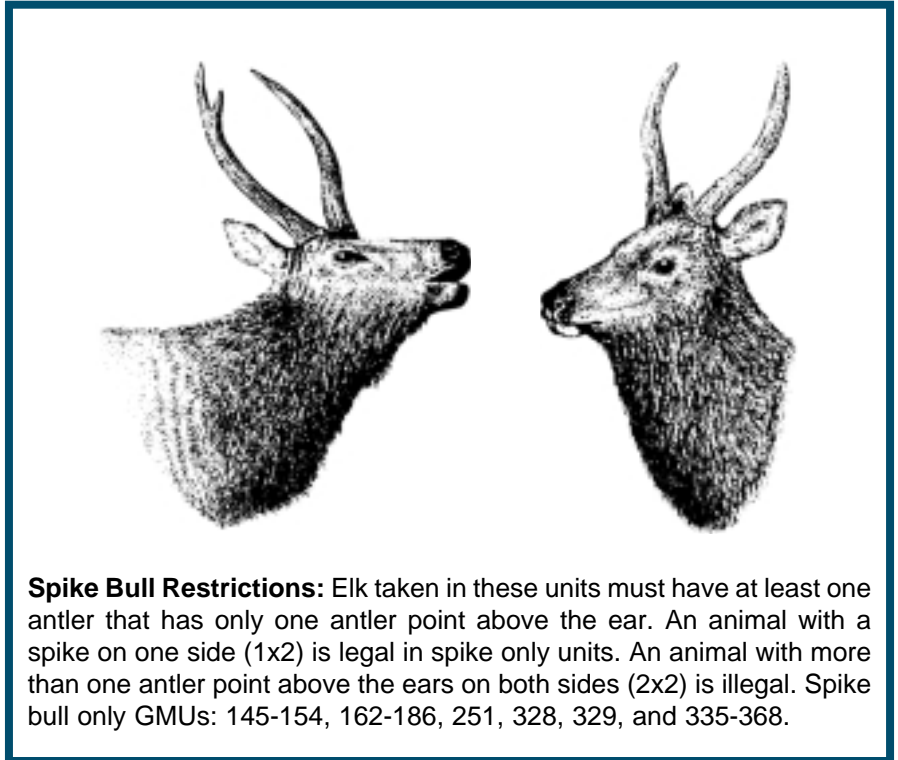 Spike Bull Restrictions: Elk taken in these units must have at least one
antler that has only one antler point above the ear. An animal with a
spike on one side (1x2) is legal in spike only units. An animal with more
than one antler point above the ears on both sides (2x2) is illegal. Spike
bull only GMUs: 145-154, 162-186, 251, 328, 329, and 335-368.